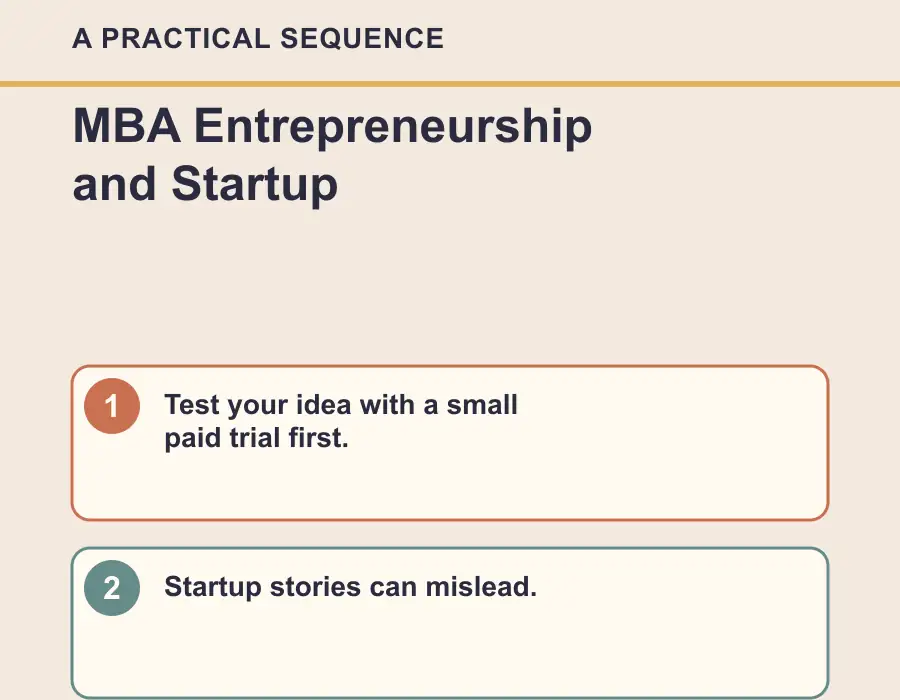 A PRACTICAL SEQUENCE
MBA Entrepreneurship
and Startup
1
Test your idea with a small
paid trial first.
2
Startup stories can mislead.